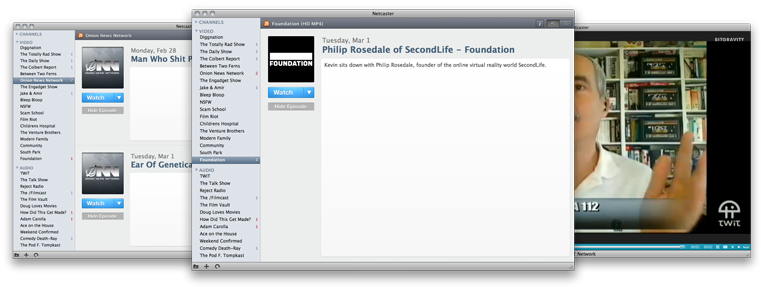 Netcaster
CHANNELS
VIDEO
Diggnation
The Totally Rad Show
The Daily Show
The Colbert Report
Between Two Ferns
Onion News Network
The Engadget Show
Jake & Amir
Bleep Bloop
NSFW
Scam School
Film Riot
Childrens Hospital
The Venture Brothers
Modern Family
Community
South Park
Foundation
AUDIO
TWIT
The Talk Show
Reject Radio
The /Filmcast
The Film Vault
Doug Loves Movies
How Did This Get Made?
Adam Carolla
Ace on the House
Weekend Confirmed
Comedy Death-Ray
The Pod F. Tompkast
Onion News Network
Monday, Feb 28
Man Who Shit P
Watch
Hide Episode
Tuesday, Mar 1
Ear Of Genetica
Watch
Hide Episode
Netcaster
CHANNELS
VIDEO
Diggnation
The Totally Rad Show
The Daily Show
The Colbert Report
Between Two Ferns
Onion News Network 2
The Engadget Show
Jake & Amir
Bleep Bloop
NSFW
Scam School
Film Riot
Childrens Hospital
The Venture Brothers
Modern Family
Community
South Park
Foundation
AUDIO
TWIT
The Talk Show
Reject Radio
The /Filmcast
The Film Vault
Doug Loves Movies
How Did This Get Made?
Adam Carolla
Ace on the House
Weekend Confirmed
Comedy Death-Ray
The Pod F. Tompkast
Foundation (HD MP4)
FOUNDATION
Tuesday, Mar 1
Philip Rosedale of SecondLife - Foundation
Kevin sits down with Philip Rosedale, founder of the online virtual reality world SecondLife.
Watch
Hide Episode
caster
BITGRAVITY
A 112
TWiT
Network